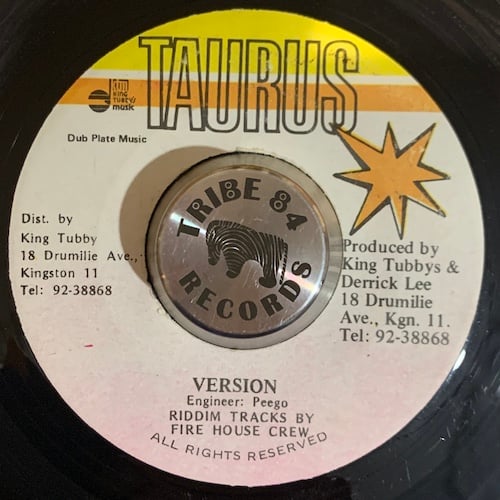 TAURUS
KTM
KING
TUBBYS
music
Dub Plate Music
Dist. by
King Tubby
18 Drumilie Ave.,
Kingston 11
Tel: 92-38868
TRIBE 84
RECORDS
Produced by
King Tubbys &
Derrick Lee
18 Drumilie
Ave., Kgn. 11.
Tel: 92-38868
VERSION
Engineer: Peego
RIDDIM TRACKS BY
FIRE HOUSE CREW
ALL RIGHTS RESERVED